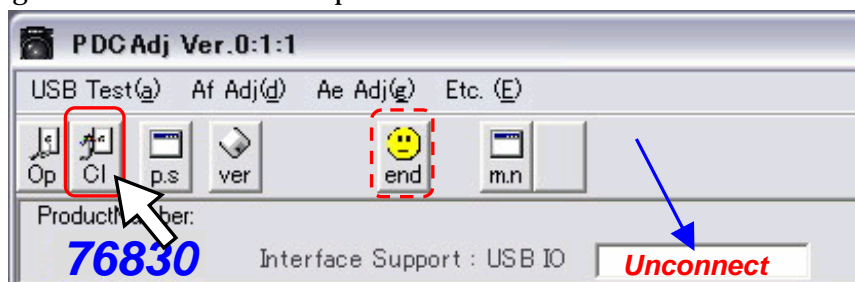 PDCAdj Ver.0:1:1
USB Test(a) Af Adj(d) Ae Adj(g) Etc. (E)
Op Cl p.s ver end m.n
76830 Interface Support : USB IO Unconnect